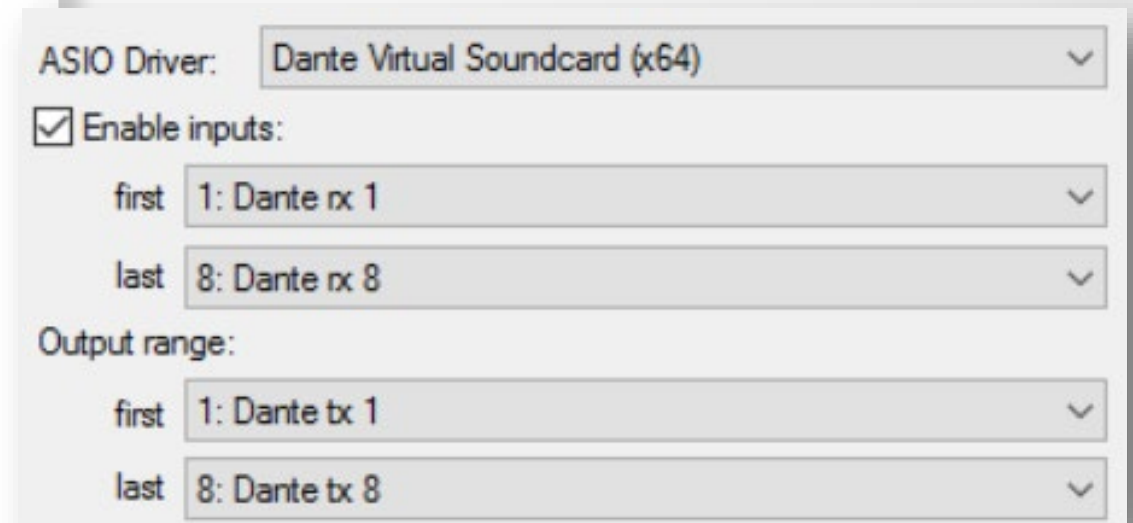 ASIO Driver: Dante Virtual Soundcard (x64)
Enable inputs:
first 1: Dante rx 1
last 8: Dante rx 8
Output range:
first 1: Dante tx 1
last 8: Dante tx 8